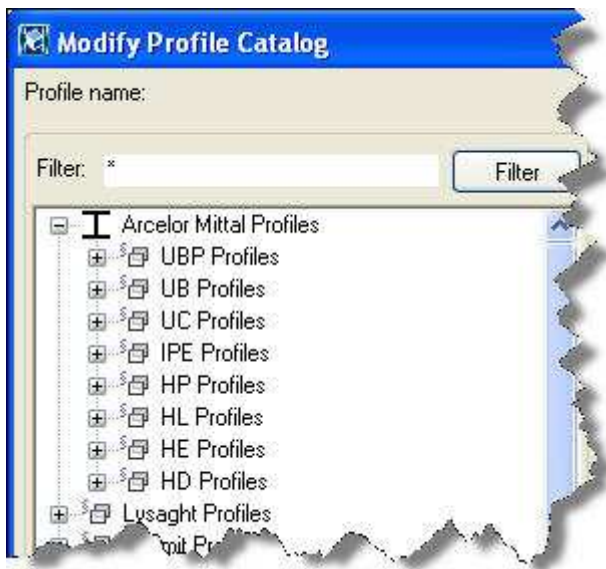 Modify Profile Catalog
Profile name:
Filter: * Filter
Arcelor Mittal Profiles
UBP Profiles
UB Profiles
UC Profiles
IPE Profiles
HP Profiles
HL Profiles
HE Profiles
HD Profiles
Lysaght Profiles